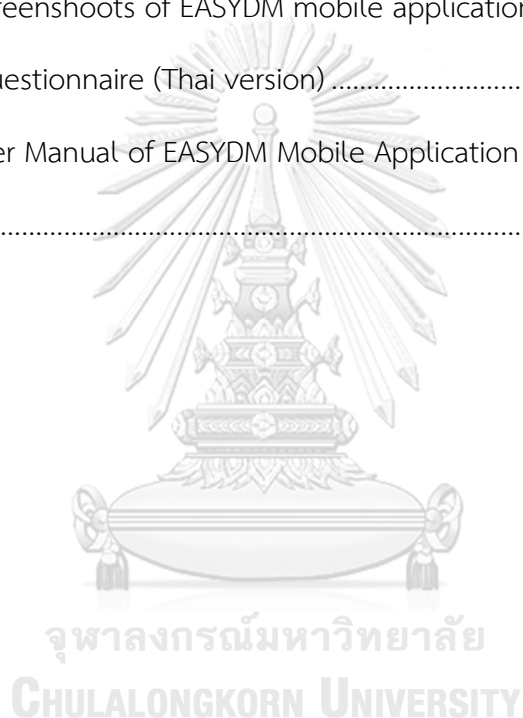 reenshoots of EASYDM mobile application
uestionnaire (Thai version) ..........................
er Manual of EASYDM Mobile Application
................................................................................
จุฬาลงกรณ์มหาวิทยาลัย
CHULALONGKORN UNIVERSITY